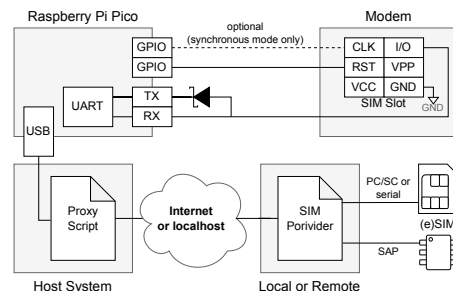 Raspberry Pi Pico
optional
(synchronous mode only)
Modem
GPIO
GPIO
CLK
I/O
RST
VPP
VCC
GND
SIM Slot
GND
UART
TX
RX
USB
Proxy
Script
Host System
Internet
or localhost
SIM
Porivider
Local or Remote
PC/SC or
serial
(e)SIM
SAP